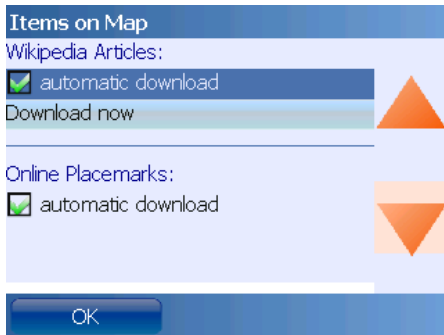 Items on Map
Wikipedia Articles:
automatic download
Download now
Online Placemarks:
automatic download
OK